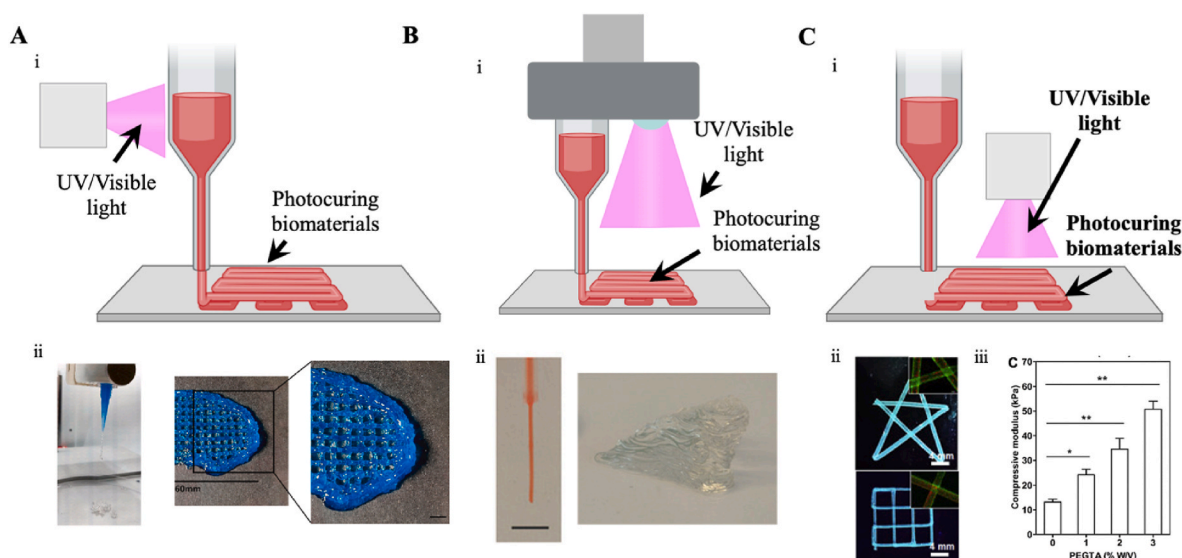 A
i
UV/Visible
light
Photocuring
biomaterials
ii
60mm
B
i
UV/Visible
light
Photocuring
biomaterials
ii
C
i
UV/Visible
light
Photocuring
biomaterials
ii
4 mm
4 mm
iii
C
Compressive modulus (kPa)
70
60
50
40
30
20
10
0
**
**
*
0 1 2 3
PEGTA (% W/V)